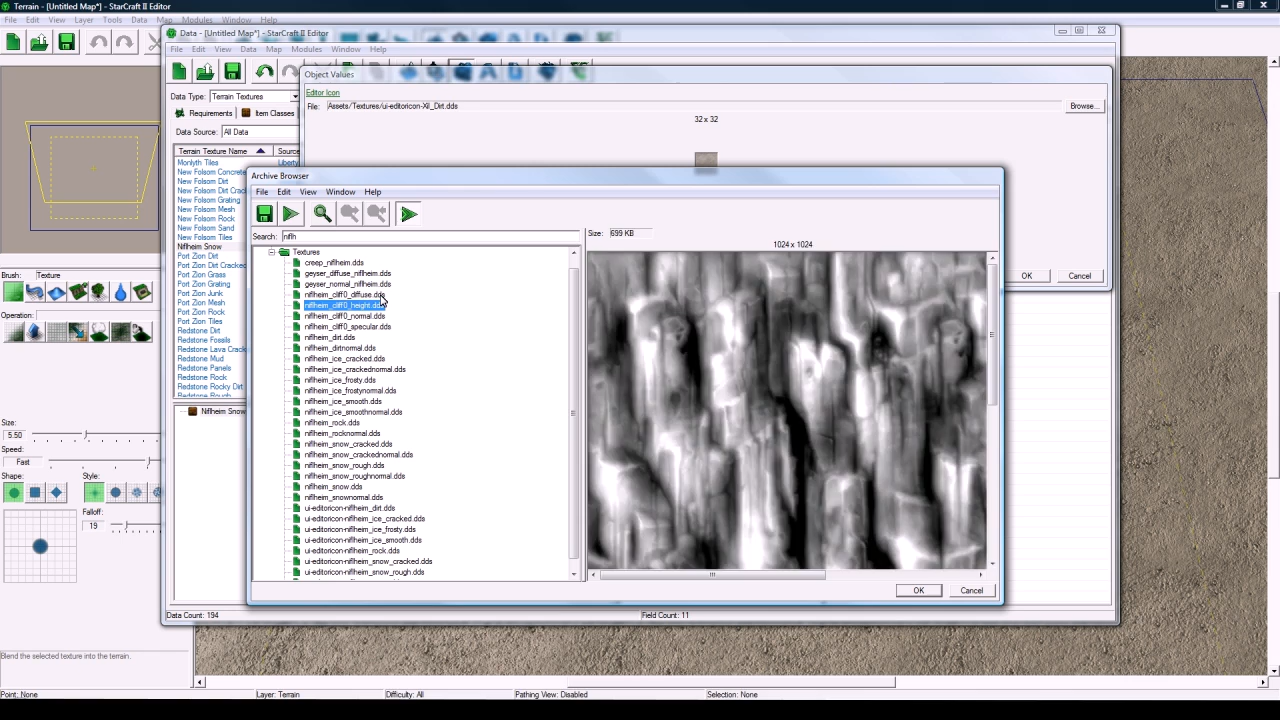 Terrain - [Untitled Map*] - StarCraft II Editor
File Edit View Layer Tools Data Map Modules Window Help
Data - [Untitled Map*] - StarCraft II Editor
File Edit View Data Map Modules Window Help
Object Values
Editor Icon
File: Assets/Textures/ui-editoricon-Xil_Dirt.dds Browse...
32 x 32
OK Cancel
Data Type: Terrain Textures
Requirements Item Classes
Data Source: All Data
Terrain Texture Name Source
Monlyth Tiles Liberty
New Folsom Concrete
New Folsom Dirt
New Folsom Dirt Crac
New Folsom Grating
New Folsom Mesh
New Folsom Rock
New Folsom Sand
New Folsom Tiles
Niflheim Snow
Port Zion Dirt
Port Zion Dirt Cracked
Port Zion Grass
Port Zion Grating
Port Zion Junk
Port Zion Mesh
Port Zion Rock
Port Zion Tiles
Redstone Dirt
Redstone Fossils
Redstone Lava Crack
Redstone Mud
Redstone Panels
Redstone Rock
Redstone Rocky Dirt
Redstone Rough
Niflheim Snow
Archive Browser
File Edit View Window Help
Search: niflh
Size: 699 KB
1024 x 1024
Textures
creep_niflheim.dds
geyser_diffuse_niflheim.dds
geyser_normal_niflheim.dds
niflheim_cliff0_diffuse.dds
niflheim_cliff0_height.dds
niflheim_cliff0_normal.dds
niflheim_cliff0_specular.dds
niflheim_dirt.dds
niflheim_dirtnormal.dds
niflheim_ice_cracked.dds
niflheim_ice_crackednormal.dds
niflheim_ice_frosty.dds
niflheim_ice_frostynormal.dds
niflheim_ice_smooth.dds
niflheim_ice_smoothnormal.dds
niflheim_rock.dds
niflheim_rocknormal.dds
niflheim_snow_cracked.dds
niflheim_snow_crackednormal.dds
niflheim_snow_rough.dds
niflheim_snow_roughnormal.dds
niflheim_snow.dds
niflheim_snownormal.dds
ui-editoricon-niflheim_dirt.dds
ui-editoricon-niflheim_ice_cracked.dds
ui-editoricon-niflheim_ice_frosty.dds
ui-editoricon-niflheim_ice_smooth.dds
ui-editoricon-niflheim_rock.dds
ui-editoricon-niflheim_snow_cracked.dds
ui-editoricon-niflheim_snow_rough.dds
OK Cancel
Data Count: 194 Field Count: 11
Brush: Texture
Operation:
Size:
5.50
Speed:
Fast
Shape: Style:
Falloff:
19
Blend the selected texture into the terrain.
Point: None Layer: Terrain Difficulty: All Pathing View: Disabled Selection: None